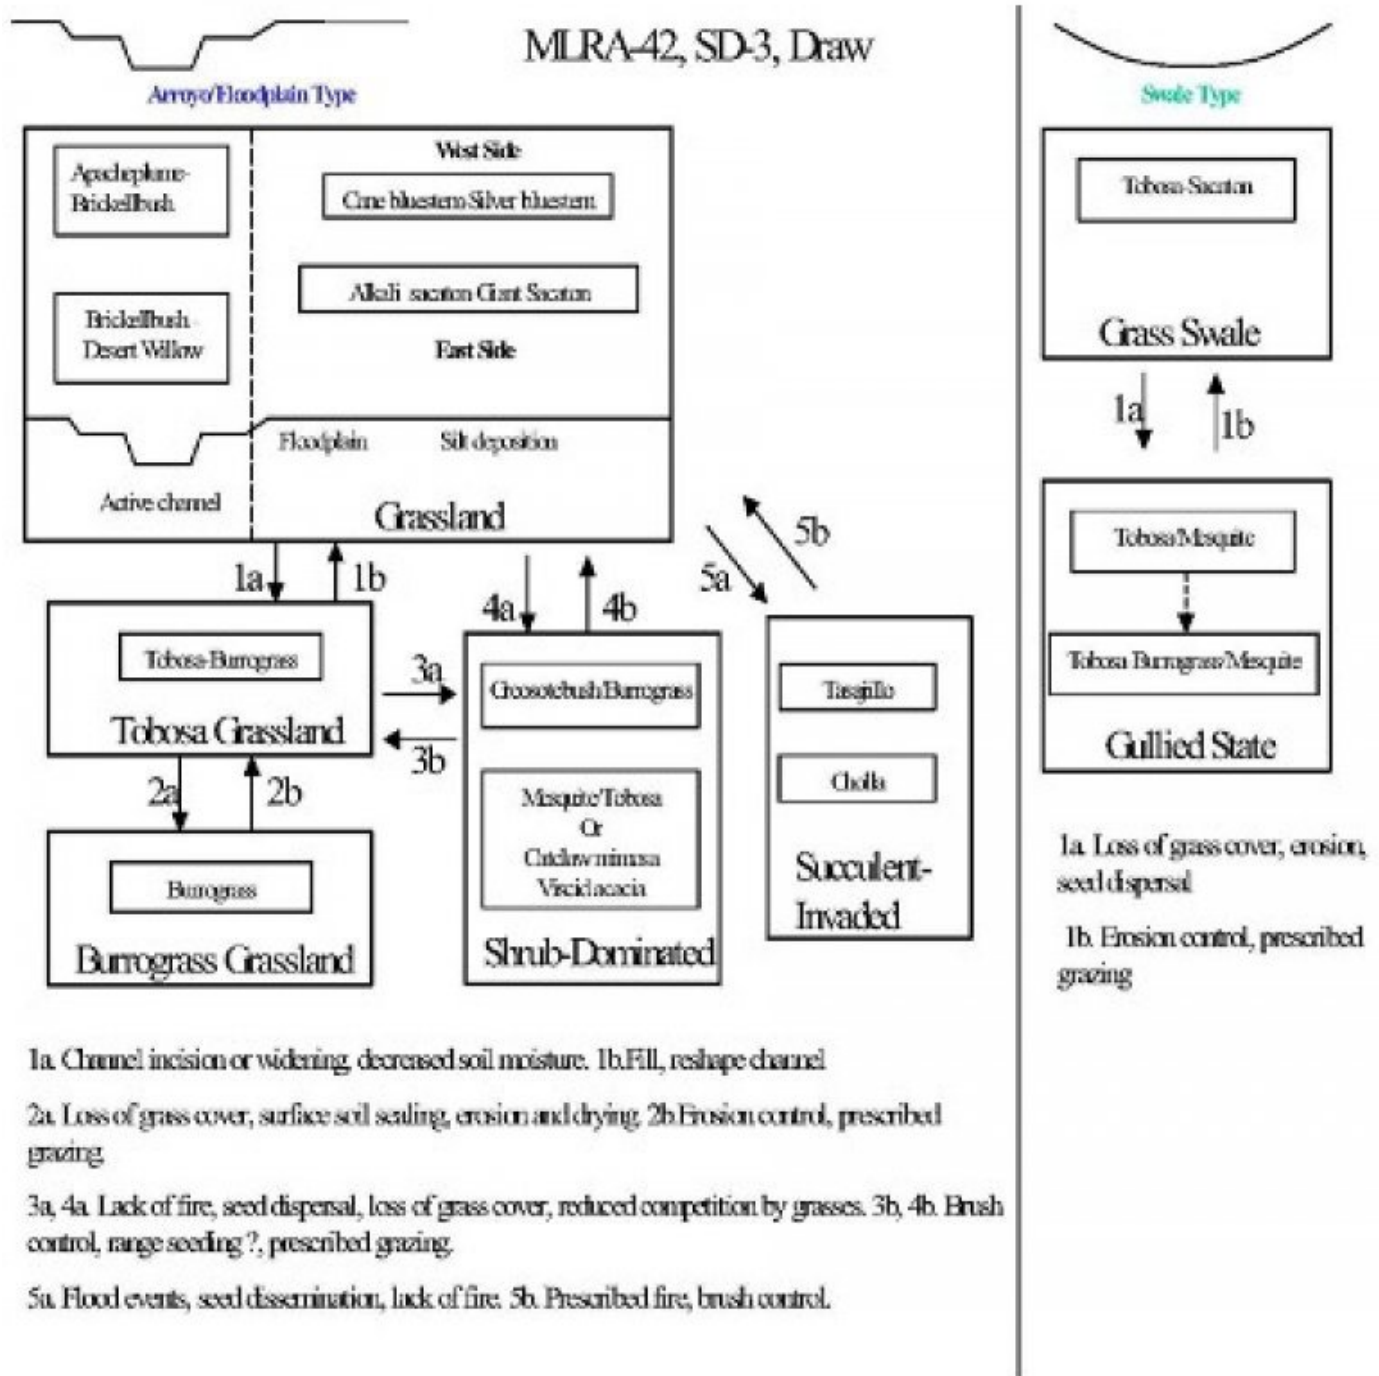 MLRA-42, SD-3, Draw
Arroyo/Floodplain Type
Apacheplume-
Brickellbush
Brickellbush -
Desert Willow
West Side
Cane bluestem-Silver bluestem
Alkali sacaton-Giant Sacaton
East Side
Floodplain
Silt deposition
Active channel
Grassland
1a
1b
4a
4b
5a
5b
Tobosa-Burrograss
Tobosa Grassland
3a
3b
2a
2b
Burrograss
Burrograss Grassland
Creosotebush/Burrograss
Mesquite/Tobosa
Or
Catclaw mimosa
Viscid acacia
Shrub-Dominated
Tasajillo
Cholla
Succulent-
Invaded
1a. Channel incision or widening, decreased soil moisture. 1b.Fill, reshape channel
2a. Loss of grass cover, surface soil sealing, erosion and drying. 2b.Erosion control, prescribed
grazing.
3a, 4a. Lack of fire, seed dispersal, loss of grass cover, reduced competition by grasses. 3b, 4b. Brush
control, range seeding ?, prescribed grazing.
5a. Flood events, seed dissemination, lack of fire. 5b. Prescribed fire, brush control.
Swale Type
Tobosa-Sacaton
Grass Swale
1a
1b
Tobosa/Mesquite
Tobosa-Burrograss/Mesquite
Gullied State
1a. Loss of grass cover, erosion,
seed dispersal
1b. Erosion control, prescribed
grazing